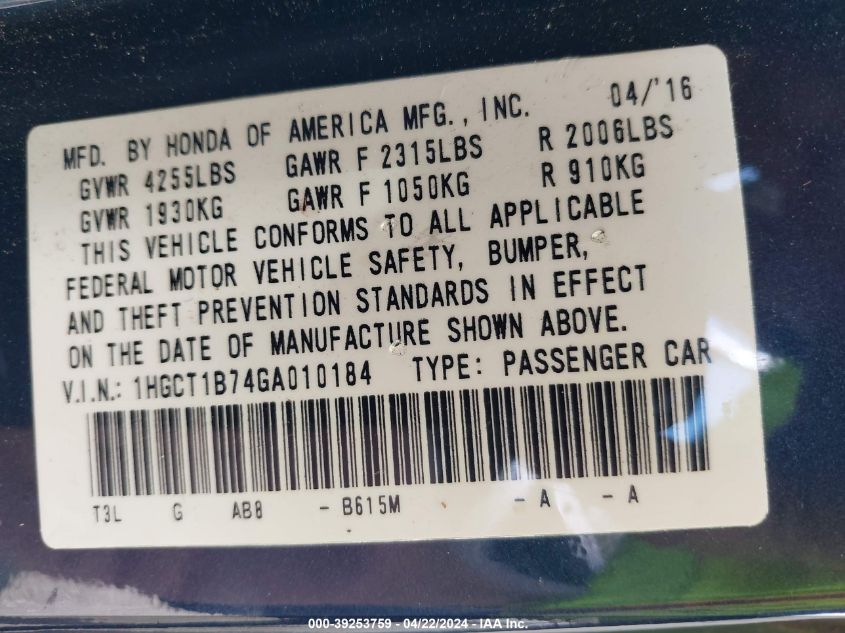 MFD. BY HONDA OF AMERICA MFG., INC. 04/'16
GVWR 4255LBS GAWR F 2315LBS R 2006LBS
GVWR 1930KG GAWR F 1050KG R 910KG
THIS VEHICLE CONFORMS TO ALL APPLICABLE
FEDERAL MOTOR VEHICLE SAFETY, BUMPER,
AND THEFT PREVENTION STANDARDS IN EFFECT
ON THE DATE OF MANUFACTURE SHOWN ABOVE.
V.I.N.: 1HGCT1B74GA010184 TYPE: PASSENGER CAR
T3L G AB8 - B615M - A - A
000-39253759 - 04/22/2024 - IAA Inc.